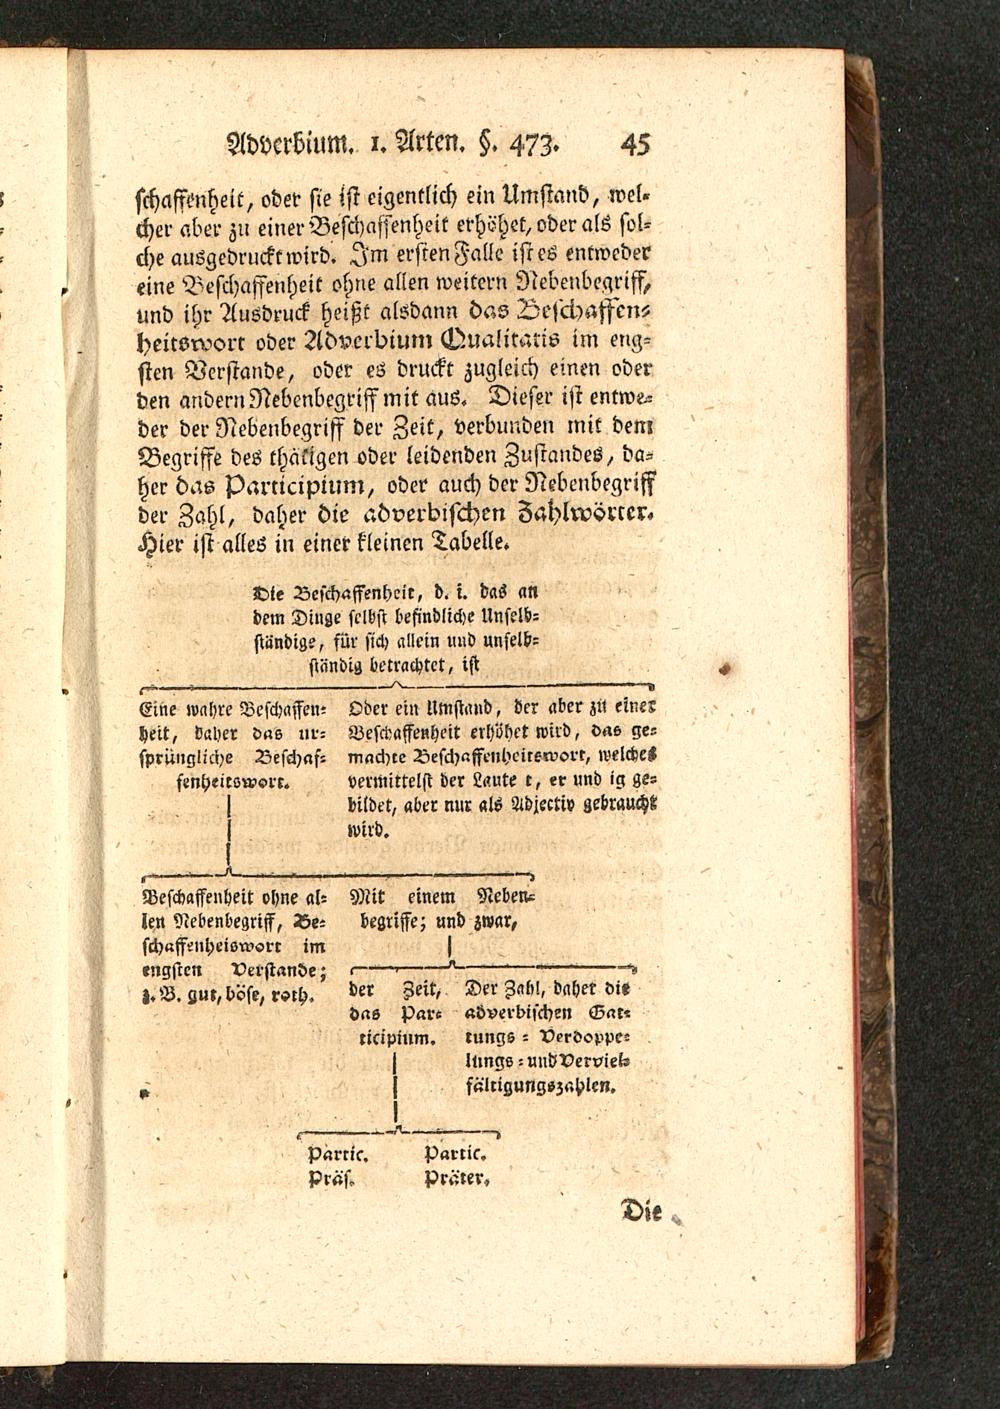 Adverbium. 1. Arten. §. 473. 45
schaffenheit, oder sie ist eigentlich ein Umstand, wel-
cher aber zu einer Beschaffenheit erhöhet, oder als sol-
che ausgedruckt wird. Im ersten Falle ist es entweder
eine Beschaffenheit ohne allen weitern Nebenbegriff,
und ihr Ausdruck heißt alsdann das Beschaffen-
heitswort oder Adverbium Qualitatis im eng-
sten Verstande, oder es druckt zugleich einen oder
den andern Nebenbegriff mit aus. Dieser ist entwe-
der der Nebenbegriff der Zeit, verbunden mit dem
Begriffe des thätigen oder leidenden Zustandes, da-
her das Participium, oder auch der Nebenbegriff
der Zahl, daher die adverbischen Zahlwörter.
Hier ist alles in einer kleinen Tabelle.
Die Beschaffenheit, d. i. das an
dem Dinge selbst befindliche Unselb-
ständige, für sich allein und unselb-
ständig betrachtet, ist
Eine wahre Beschaffen-
heit, daher das ur-
sprüngliche Beschaf-
fenheitswort.
Oder ein Umstand, der aber zu einer
Beschaffenheit erhöhet wird, das ge-
machte Beschaffenheitswort, welches
vermittelst der Laute t, er und ig ge-
bildet, aber nur als Adjectiv gebraucht
wird.
Beschaffenheit ohne al-
len Nebenbegriff, Be-
schaffenheiswort im
engsten Verstande;
z. B. gut, böse, roth.
Mit einem Neben-
begriffe; und zwar,
der Zeit,
das Par-
ticipium.
Der Zahl, daher die
adverbischen Gat-
tungs- Verdoppe-
lungs- und Verviel-
fältigungszahlen.
Partic.
Präs.
Partic.
Präter.
Die